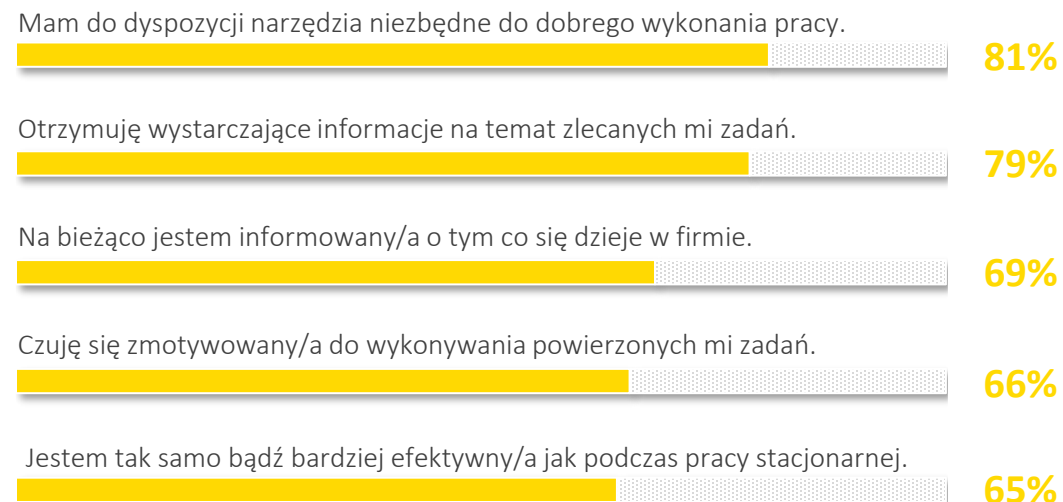 Mam do dyspozycji narzędzia niezbędne do dobrego wykonania pracy.
81%
Otrzymuję wystarczające informacje na temat zlecanych mi zadań.
79%
Na bieżąco jestem informowany/a o tym co się dzieje w firmie.
69%
Czuję się zmotywowany/a do wykonywania powierzonych mi zadań.
66%
Jestem tak samo bądź bardziej efektywny/a jak podczas pracy stacjonarnej.
65%